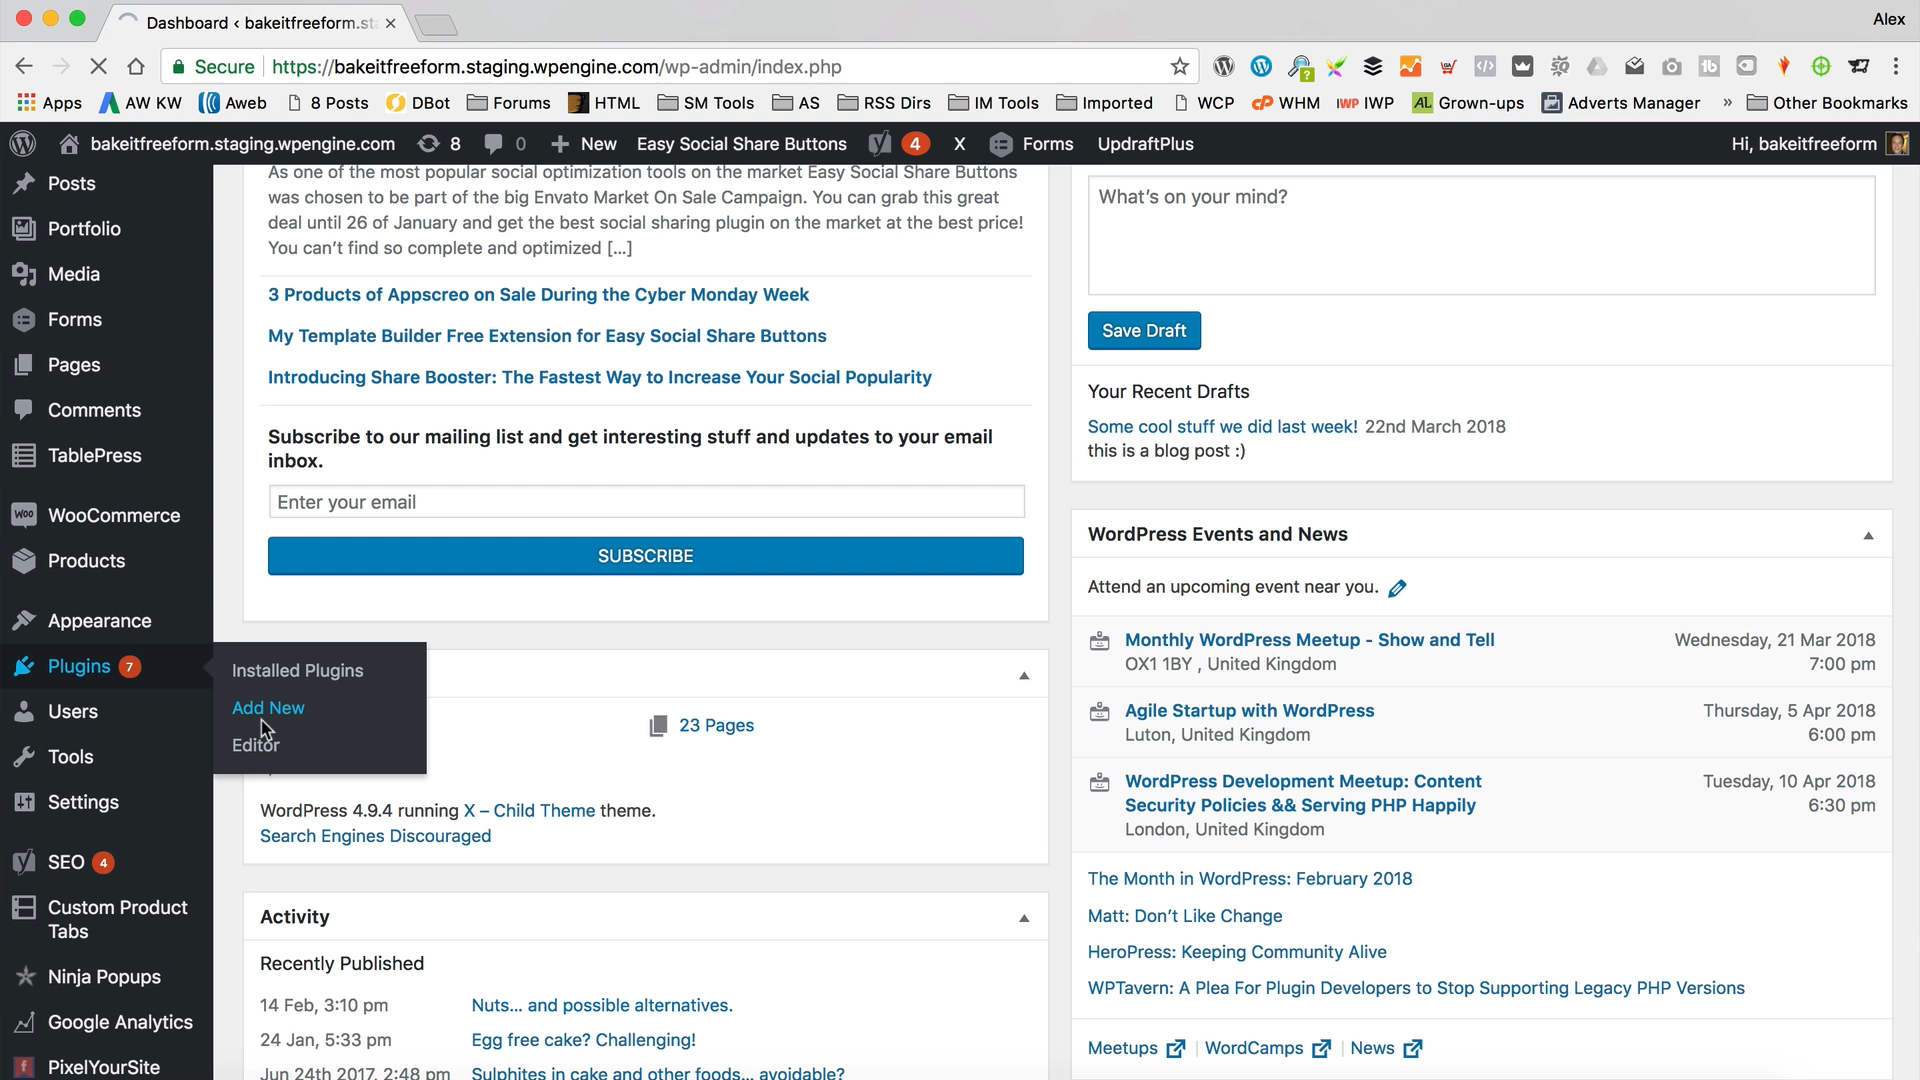 Dashboard ‹ bakeitfreeform.st
Alex
Secure https://bakeitfreeform.staging.wpengine.com/wp-admin/index.php
Apps AW KW Aweb 8 Posts DBot Forums HTML SM Tools AS RSS Dirs IM Tools Imported WCP WHM IWP IWP AL Grown-ups Adverts Manager » Other Bookmarks
bakeitfreeform.staging.wpengine.com 8 0 New Easy Social Share Buttons 4 X Forms UpdraftPlus Hi, bakeitfreeform
Posts
Portfolio
Media
Forms
Pages
Comments
TablePress
WooCommerce
Products
Appearance
Plugins 7
Users
Tools
Settings
SEO 4
Custom Product
Tabs
Ninja Popups
Google Analytics
PixelYourSite
Installed Plugins
Add New
Editor
As one of the most popular social optimization tools on the market Easy Social Share Buttons
was chosen to be part of the big Envato Market On Sale Campaign. You can grab this great
deal until 26 of January and get the best social sharing plugin on the market at the best price!
You can't find so complete and optimized […]
3 Products of Appscreo on Sale During the Cyber Monday Week
My Template Builder Free Extension for Easy Social Share Buttons
Introducing Share Booster: The Fastest Way to Increase Your Social Popularity
Subscribe to our mailing list and get interesting stuff and updates to your email
inbox.
Enter your email
SUBSCRIBE
23 Pages
WordPress 4.9.4 running X – Child Theme theme.
Search Engines Discouraged
Activity
Recently Published
14 Feb, 3:10 pm Nuts… and possible alternatives.
24 Jan, 5:33 pm Egg free cake? Challenging!
Jun 24th 2017, 2:48 pm Sulphites in cake and other foods… avoidable?
What's on your mind?
Save Draft
Your Recent Drafts
Some cool stuff we did last week! 22nd March 2018
this is a blog post :)
WordPress Events and News
Attend an upcoming event near you.
Monthly WordPress Meetup - Show and Tell Wednesday, 21 Mar 2018
OX1 1BY , United Kingdom 7:00 pm
Agile Startup with WordPress Thursday, 5 Apr 2018
Luton, United Kingdom 6:00 pm
WordPress Development Meetup: Content Tuesday, 10 Apr 2018
Security Policies && Serving PHP Happily 6:30 pm
London, United Kingdom
The Month in WordPress: February 2018
Matt: Don't Like Change
HeroPress: Keeping Community Alive
WPTavern: A Plea For Plugin Developers to Stop Supporting Legacy PHP Versions
Meetups WordCamps News